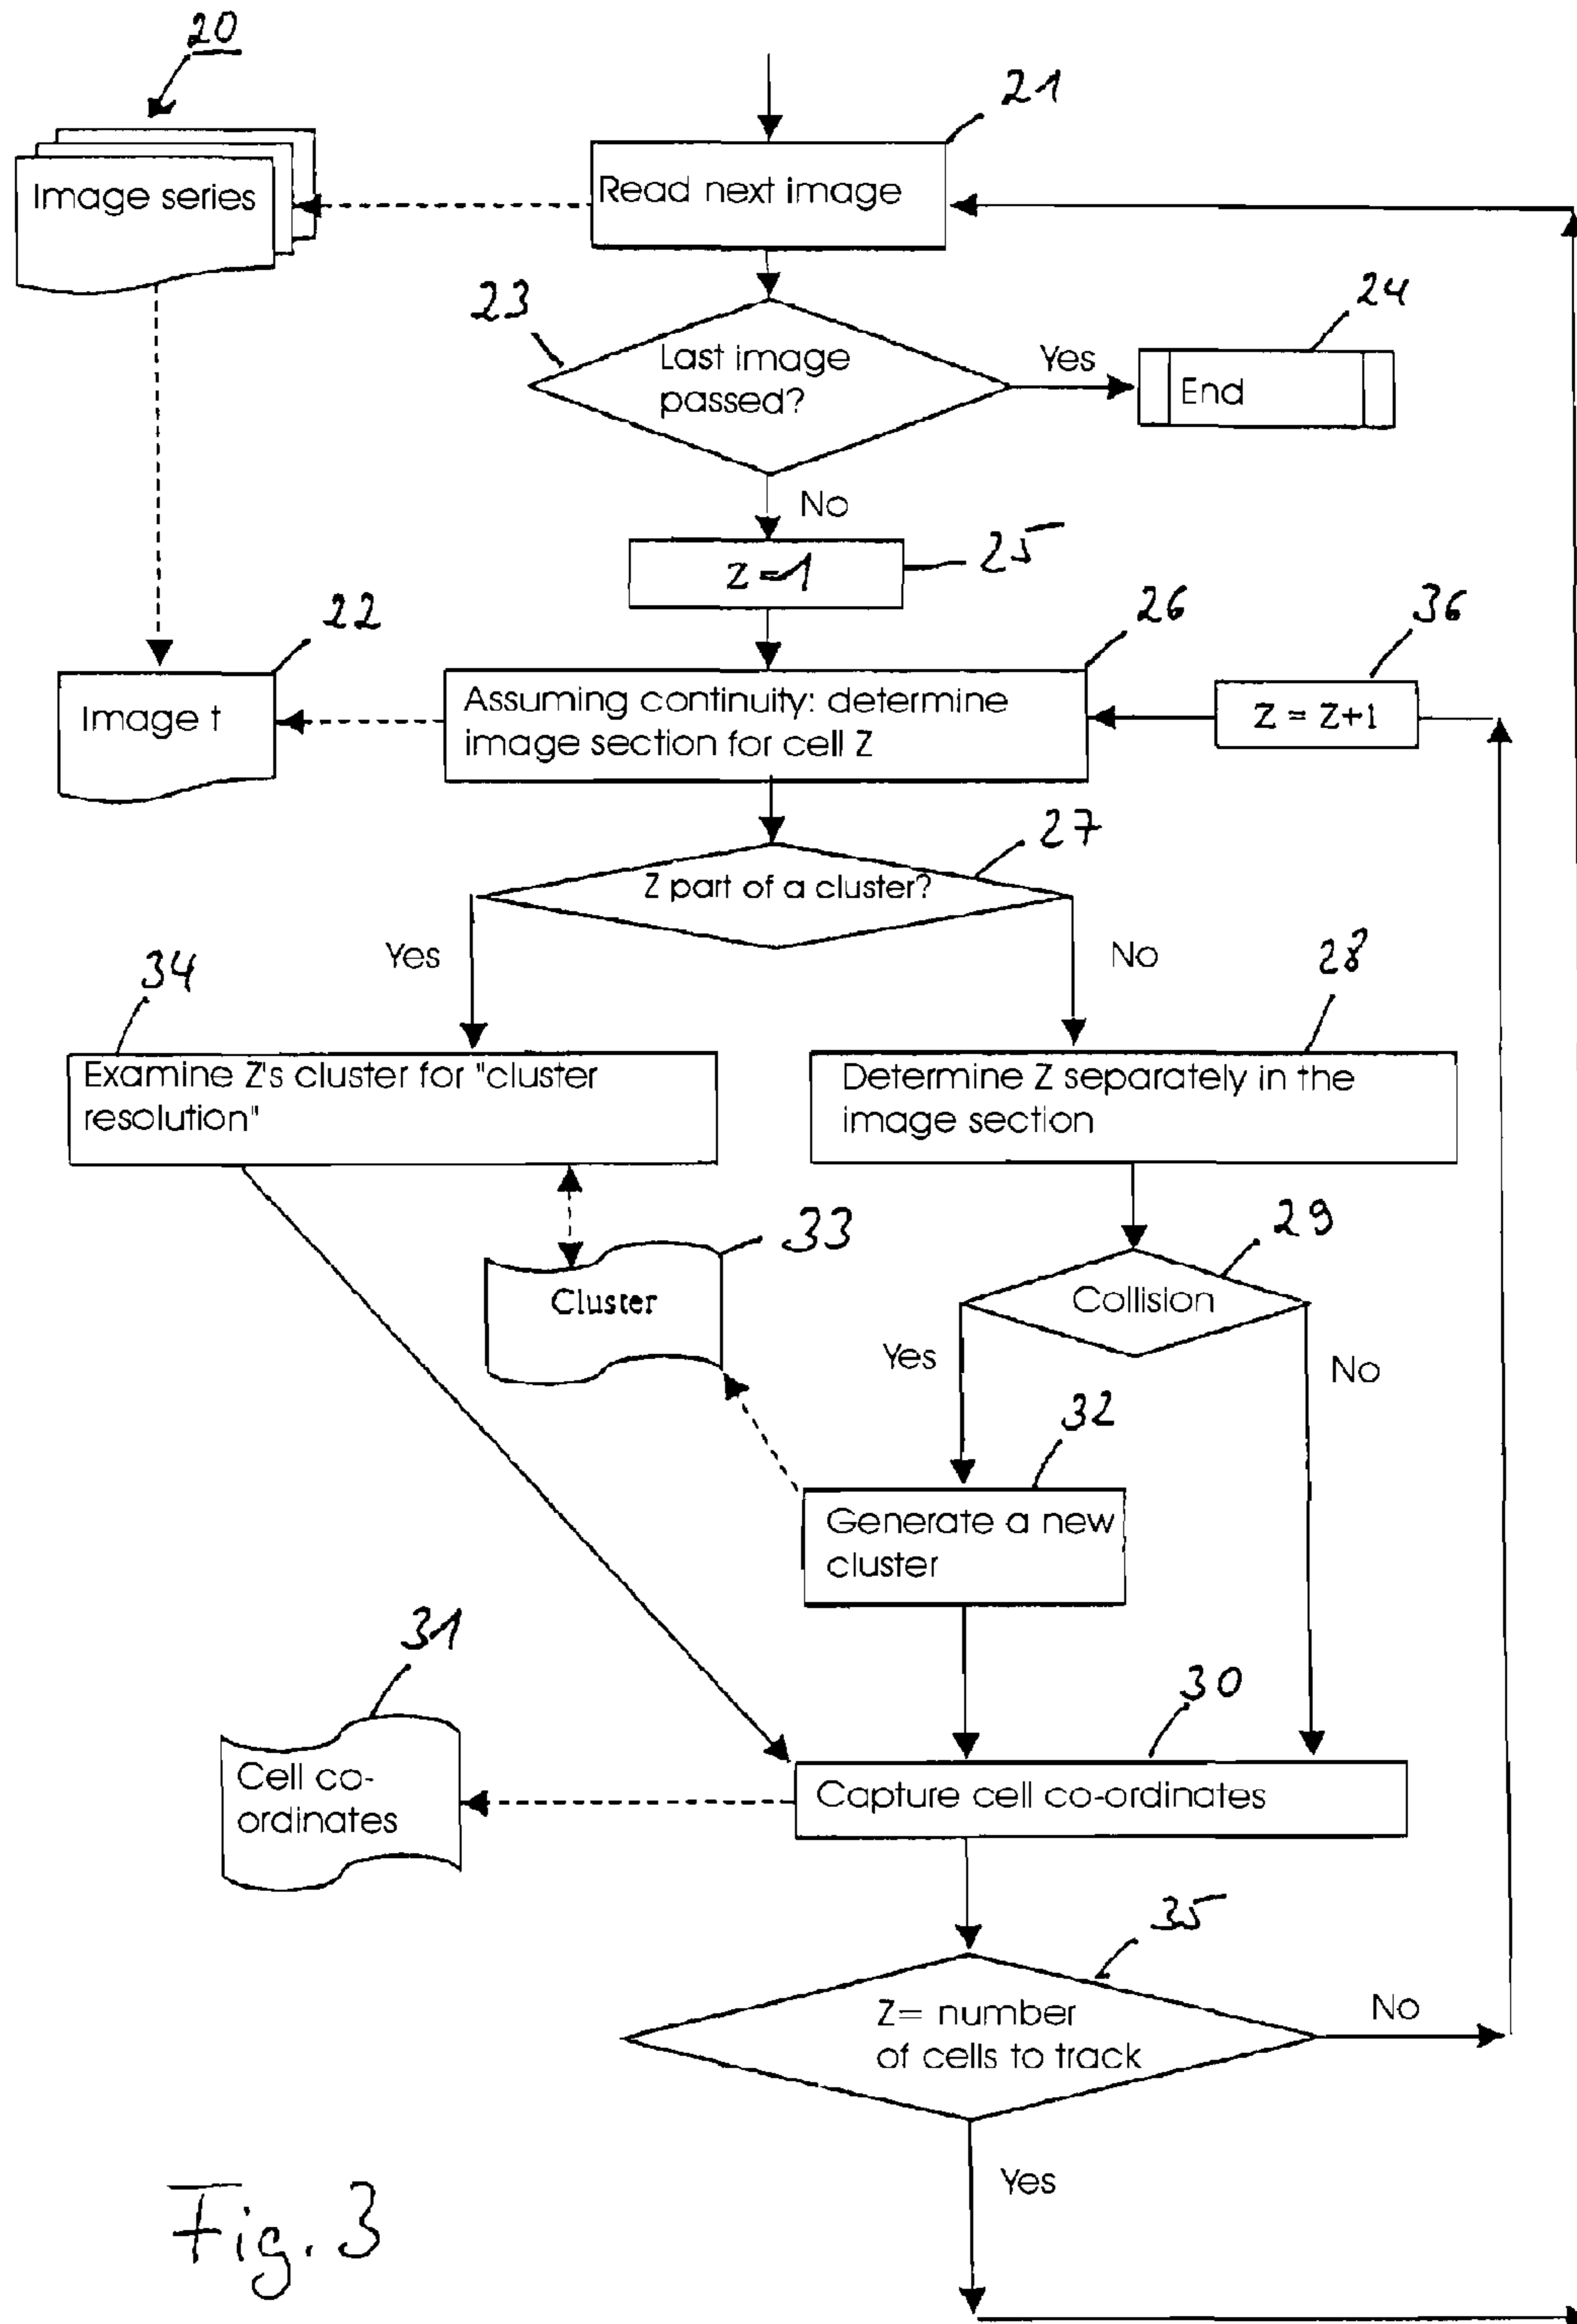 20
21
Image series
Read next image
23
24
Last image
passed?
Yes
End
No
z=1
25
22
26
36
Image t
Assuming continuity: determine
image section for cell Z
z = z+1
27
Z part of a cluster?
Yes
No
34
28
Examine Z's cluster for "cluster
resolution"
Determine Z separately in the
image section
33
29
Cluster
Collision
Yes
No
32
Generate a new
cluster
31
30
Cell co-
ordinates
Capture cell co-ordinates
35
Z= number
of cells to track
No
Yes
Fig. 3